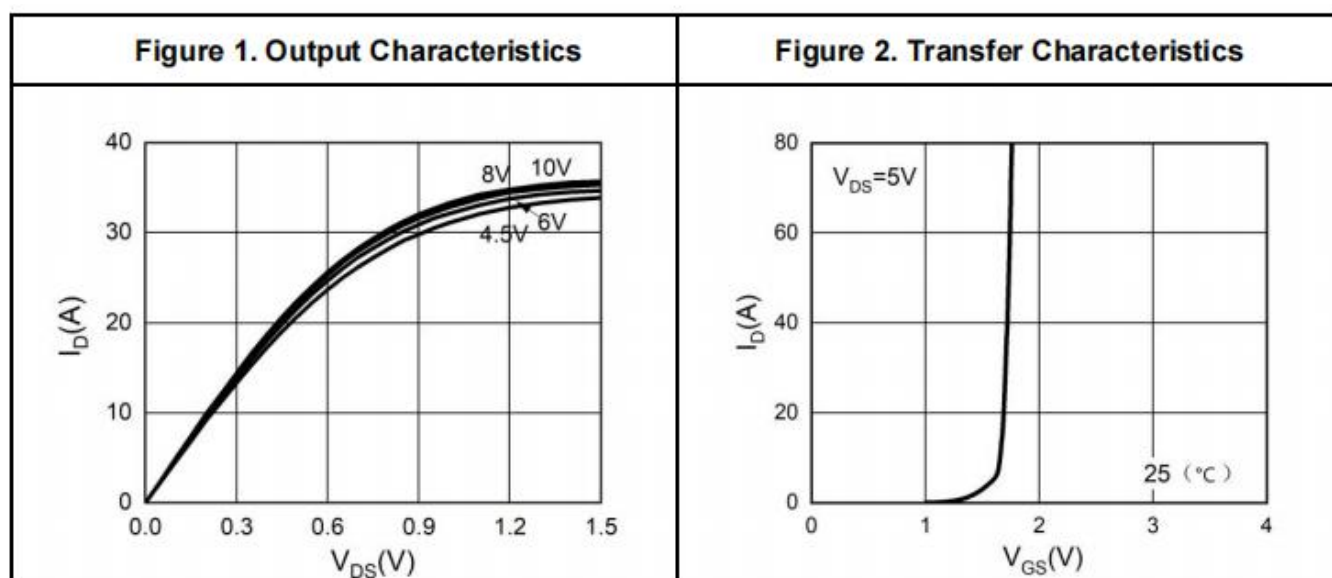 Figure 1. Output Characteristics
Figure 2. Transfer Characteristics
40
30
20
10
0
I_D(A)
8V
10V
6V
4.5V
0.0
0.3
0.6
0.9
1.2
1.5
V_DS(V)
80
60
40
20
0
I_D(A)
V_DS=5V
25（℃）
0
1
2
3
4
V_GS(V)